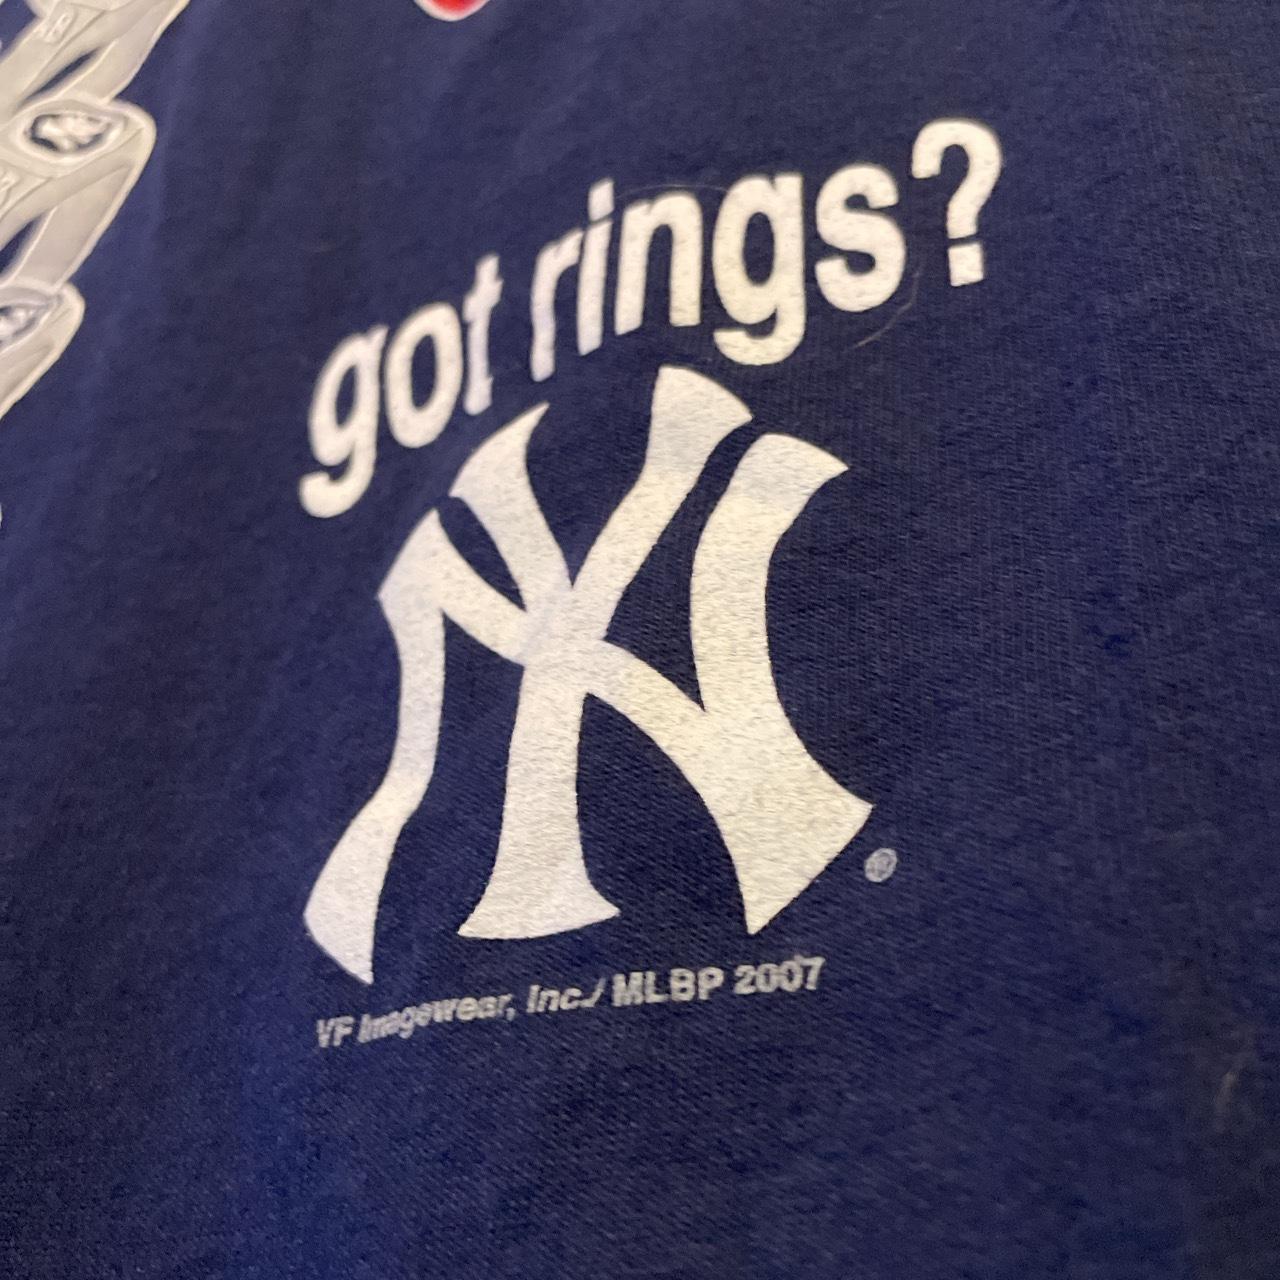 got rings?
NY
®
VF Imagewear, Inc./ MLBP 2007